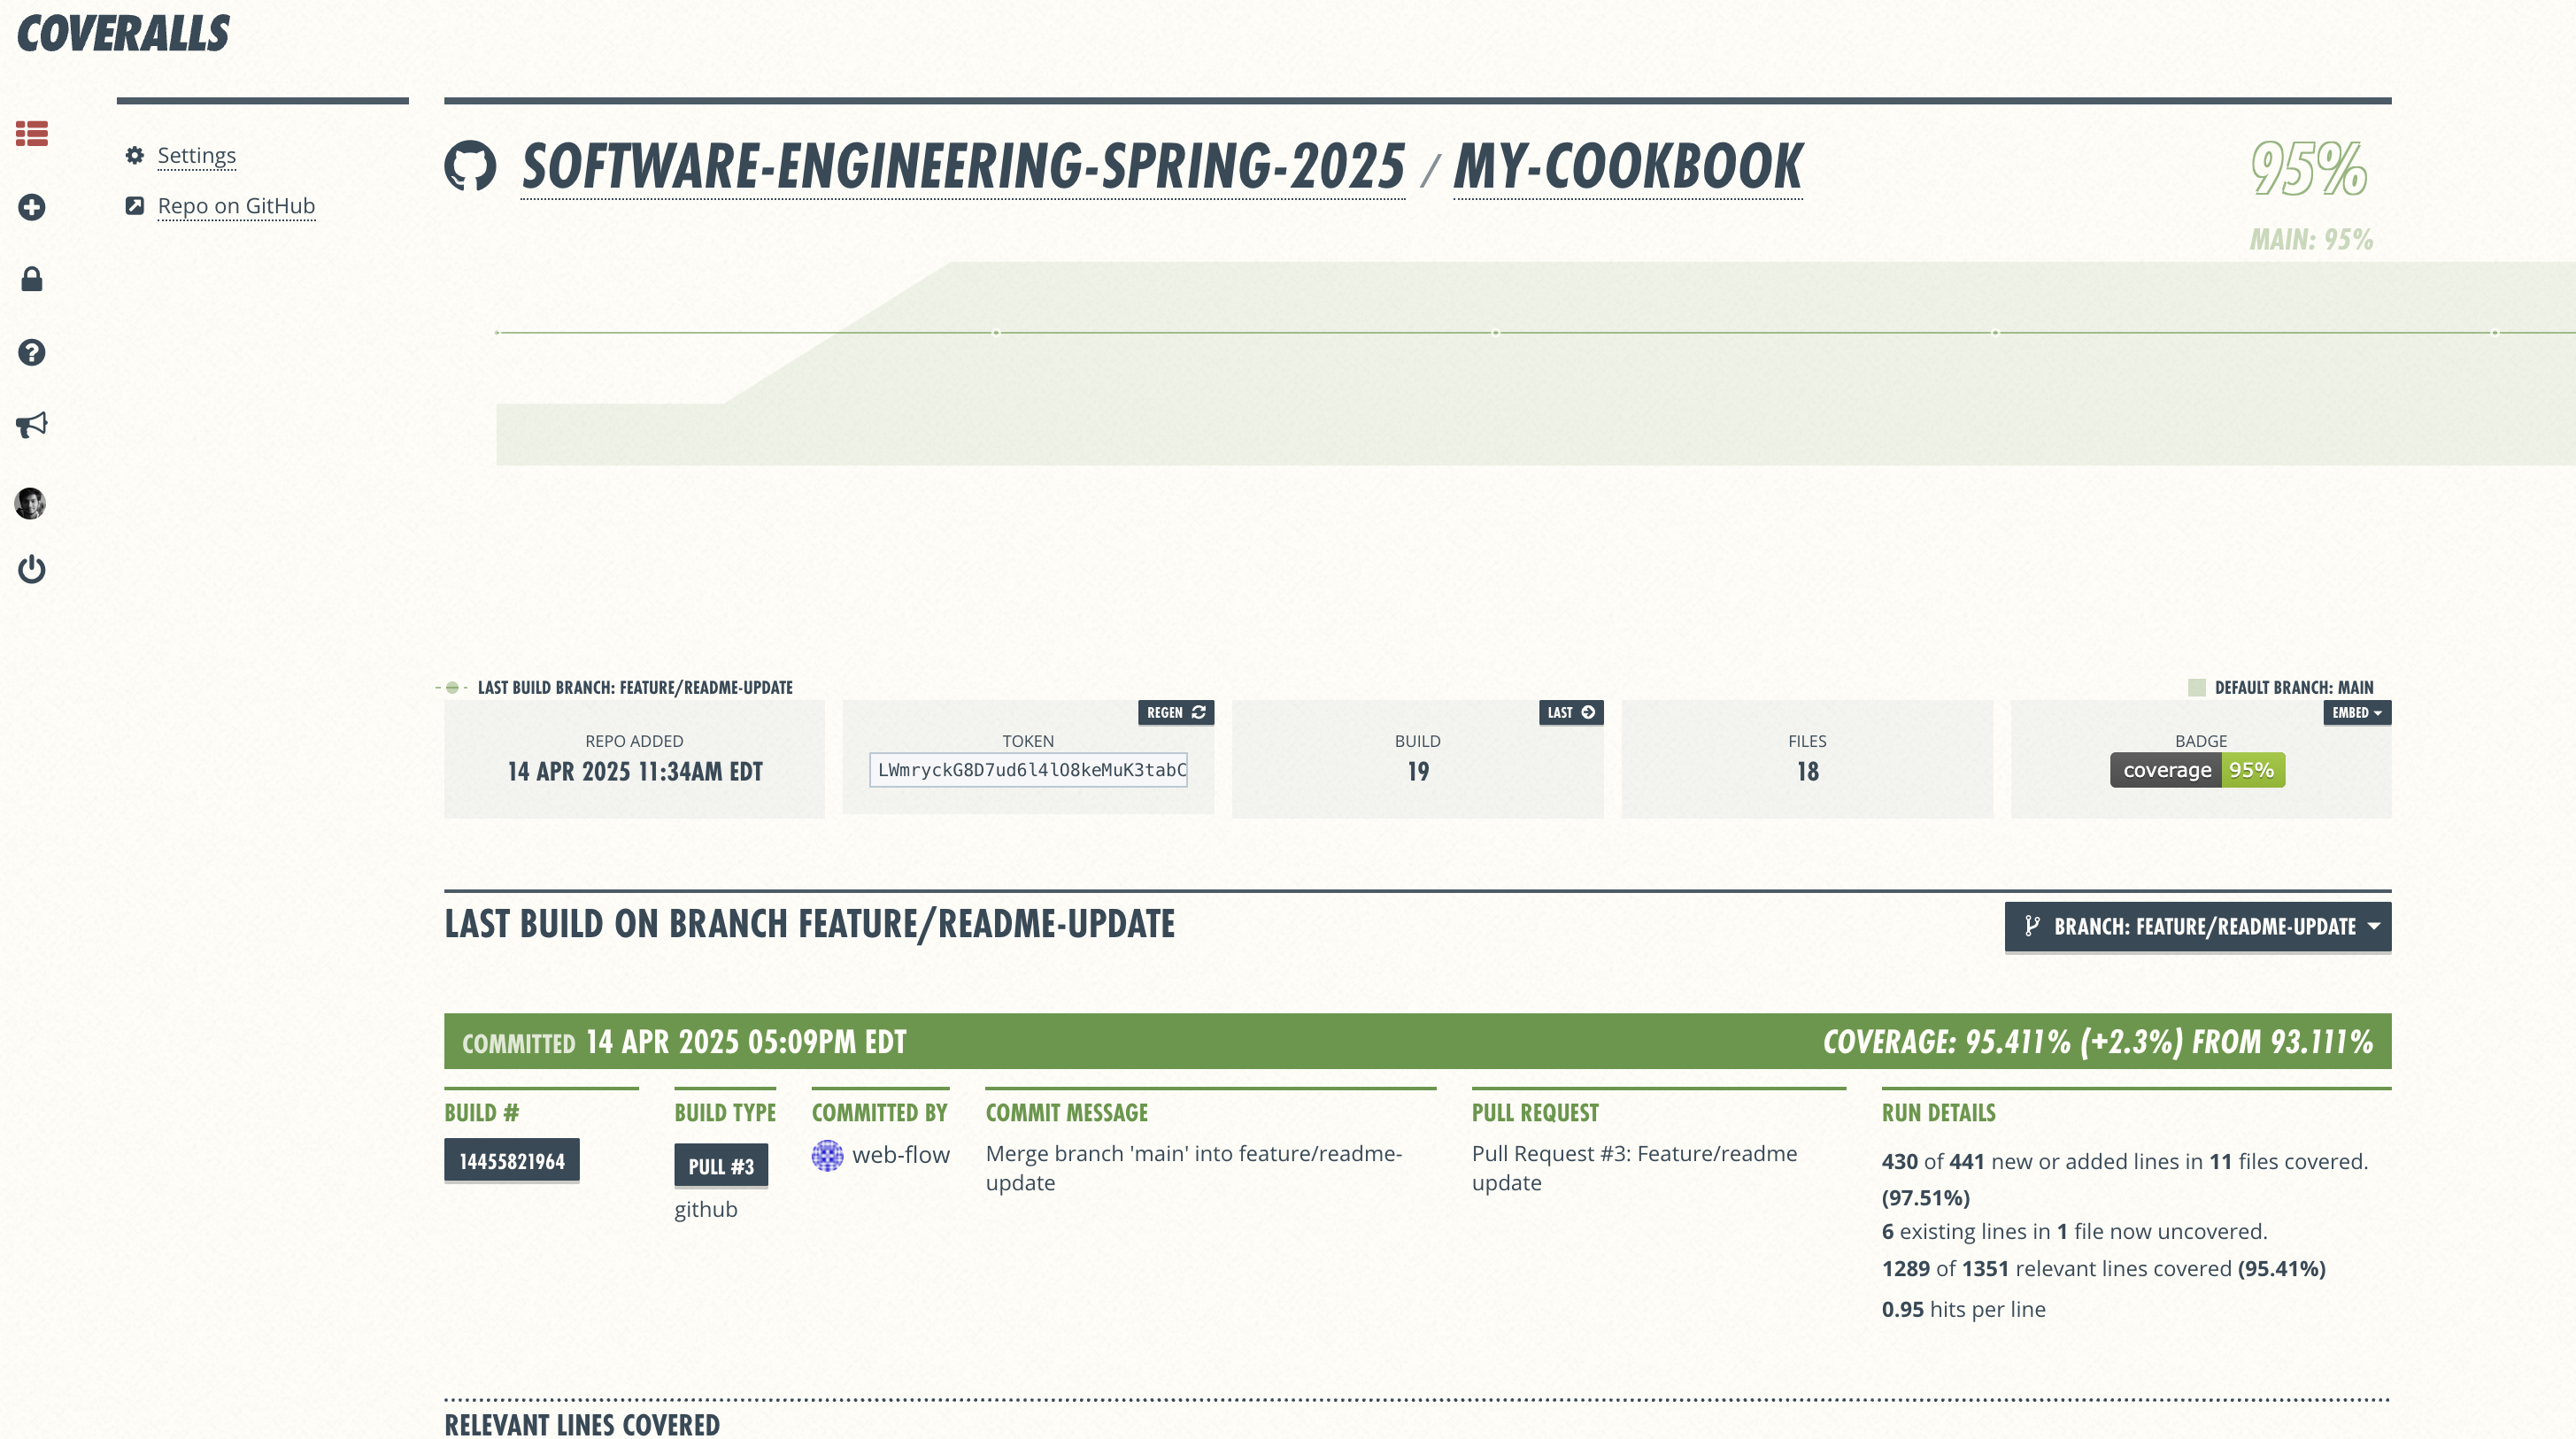 COVERALLS
Settings
Repo on GitHub
SOFTWARE-ENGINEERING-SPRING-2025 / MY-COOKBOOK
95%
MAIN: 95%
LAST BUILD BRANCH: FEATURE/README-UPDATE
DEFAULT BRANCH: MAIN
REPO ADDED
14 APR 2025 11:34AM EDT
REGEN
TOKEN
LWmryckG8D7ud6l4lO8keMuK3tabC
LAST
BUILD
19
FILES
18
EMBED
BADGE
coverage 95%
LAST BUILD ON BRANCH FEATURE/README-UPDATE
BRANCH: FEATURE/README-UPDATE
COMMITTED 14 APR 2025 05:09PM EDT
COVERAGE: 95.411% (+2.3%) FROM 93.111%
BUILD #
14455821964
BUILD TYPE
PULL #3
github
COMMITTED BY
web-flow
COMMIT MESSAGE
Merge branch 'main' into feature/readme-
update
PULL REQUEST
Pull Request #3: Feature/readme
update
RUN DETAILS
430 of 441 new or added lines in 11 files covered.
(97.51%)
6 existing lines in 1 file now uncovered.
1289 of 1351 relevant lines covered (95.41%)
0.95 hits per line
RELEVANT LINES COVERED